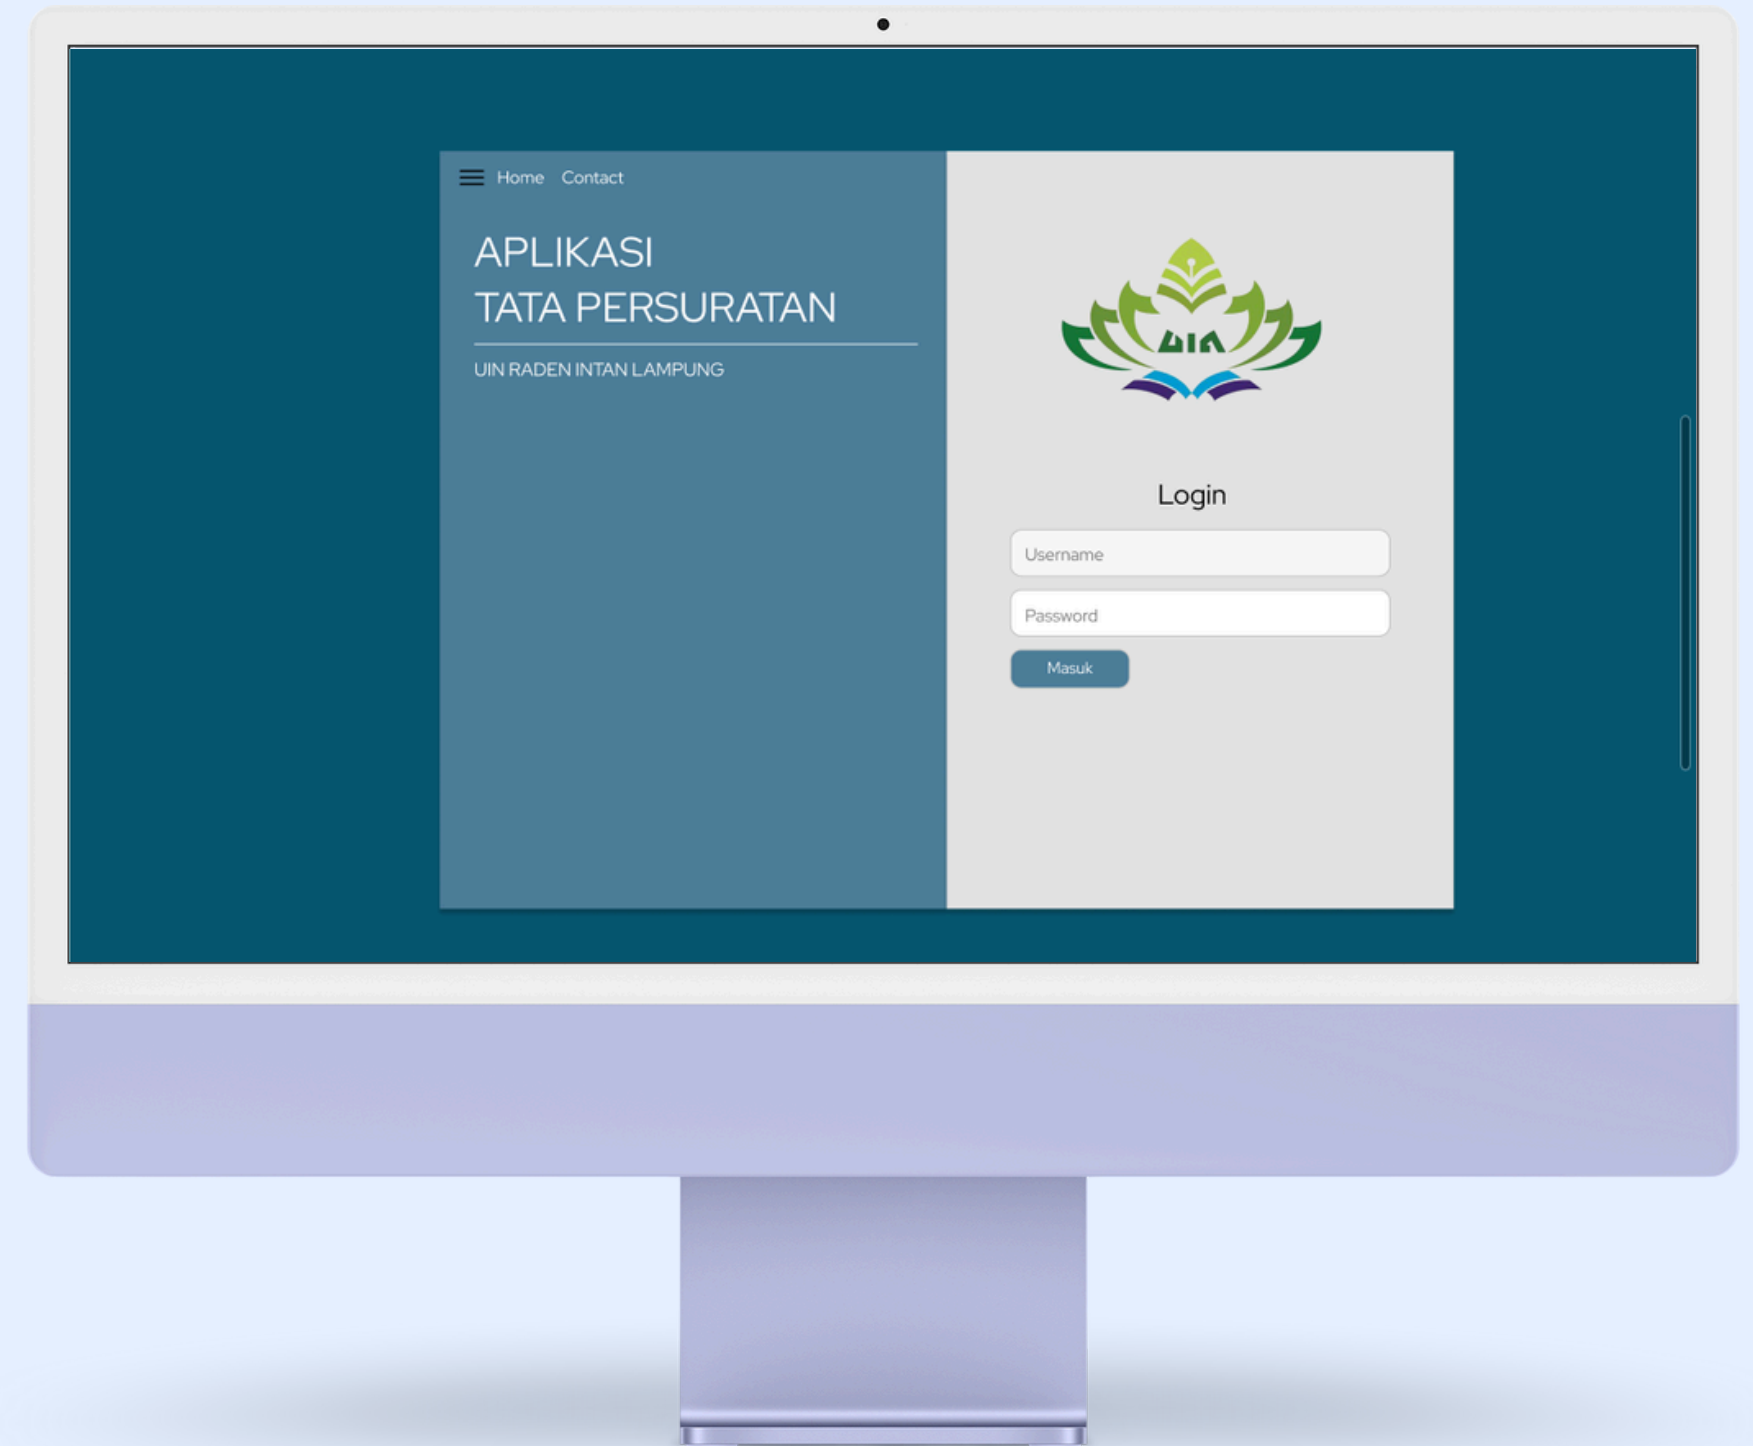 Home Contact
APLIKASI
TATA PERSURATAN
UIN RADEN INTAN LAMPUNG
UIN
Login
Username
Password
Masuk